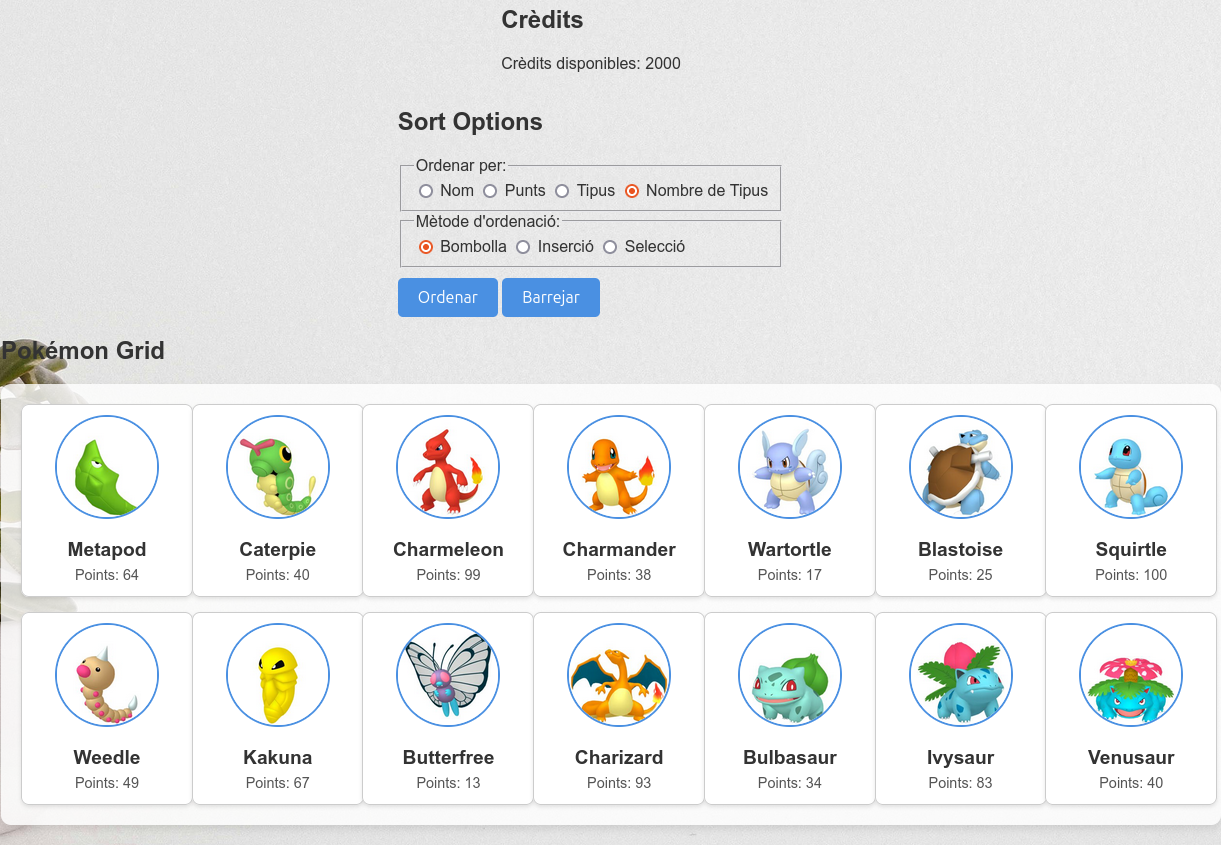 Crèdits
Crèdits disponibles: 2000
Sort Options
Ordenar per:
Nom Punts Tipus Nombre de Tipus
Mètode d'ordenació:
Bombolla Inserció Selecció
Ordenar Barrejar
Pokémon Grid
Metapod Caterpie Charmeleon Charmander Wartortle Blastoise Squirtle
Points: 64 Points: 40 Points: 99 Points: 38 Points: 17 Points: 25 Points: 100
Weedle Kakuna Butterfree Charizard Bulbasaur Ivysaur Venusaur
Points: 49 Points: 67 Points: 13 Points: 93 Points: 34 Points: 83 Points: 40